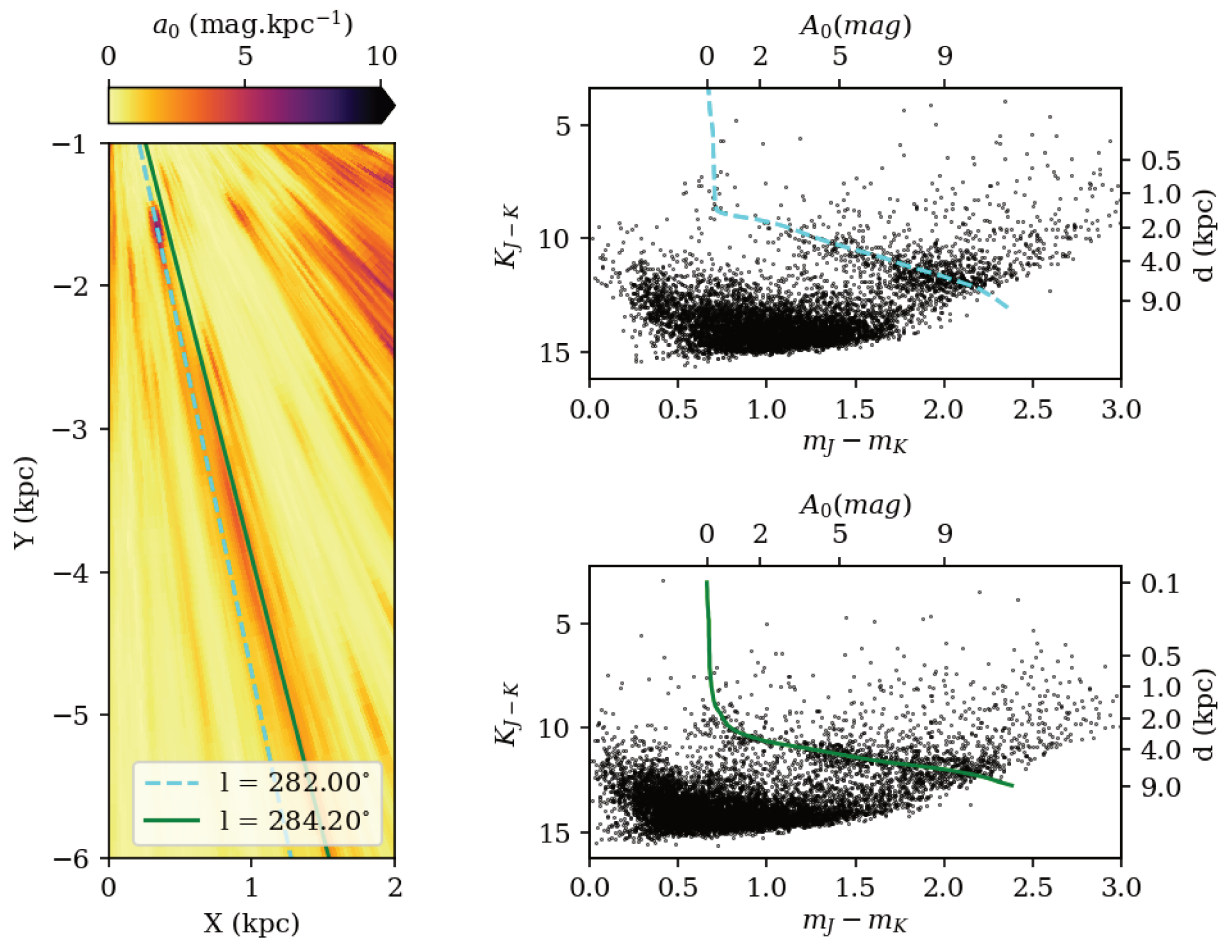 a₀ (mag.kpc⁻¹)
0 5 10
−1
−2
−3
−4
−5
−6
Y (kpc)
l = 282.00°
l = 284.20°
0 1 2
X (kpc)
A₀(mag)
0 2 5 9
5
10
15
K_{J−K}
0.5
1.0
2.0
4.0
9.0
d (kpc)
0.0 0.5 1.0 1.5 2.0 2.5 3.0
m_J − m_K
A₀(mag)
0 2 5 9
5
10
15
K_{J−K}
0.1
0.5
1.0
2.0
4.0
9.0
d (kpc)
0.0 0.5 1.0 1.5 2.0 2.5 3.0
m_J − m_K